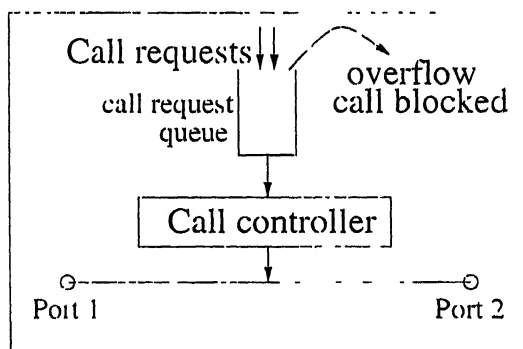 Call requests
overflow
call blocked
call request
queue
Call controller
Port 1
Port 2